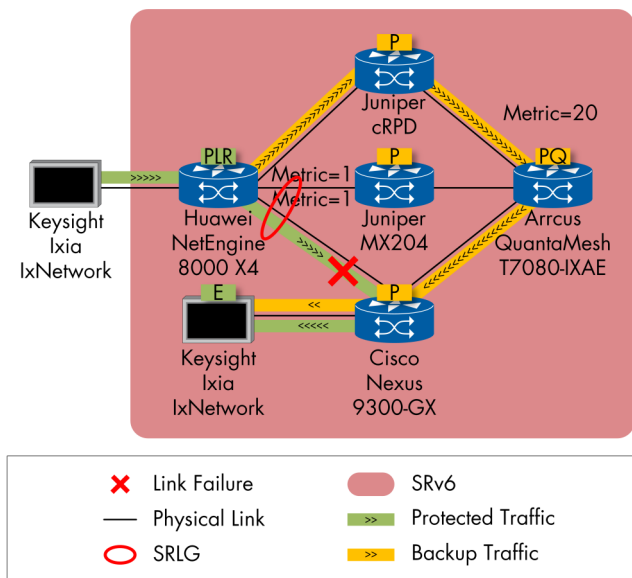 P
Juniper
cRPD
Metric=20
PLR
P
PQ
>>>>>
Metric=1
Metric=1
Keysight
Ixia
IxNetwork
Huawei
NetEngine
8000 X4
Juniper
MX204
Arrcus
QuantaMesh
T7080-IXAE
E
P
<<
<<<<<
Keysight
Ixia
IxNetwork
Cisco
Nexus
9300-GX
Link Failure
SRv6
Physical Link
>> Protected Traffic
SRLG
>> Backup Traffic